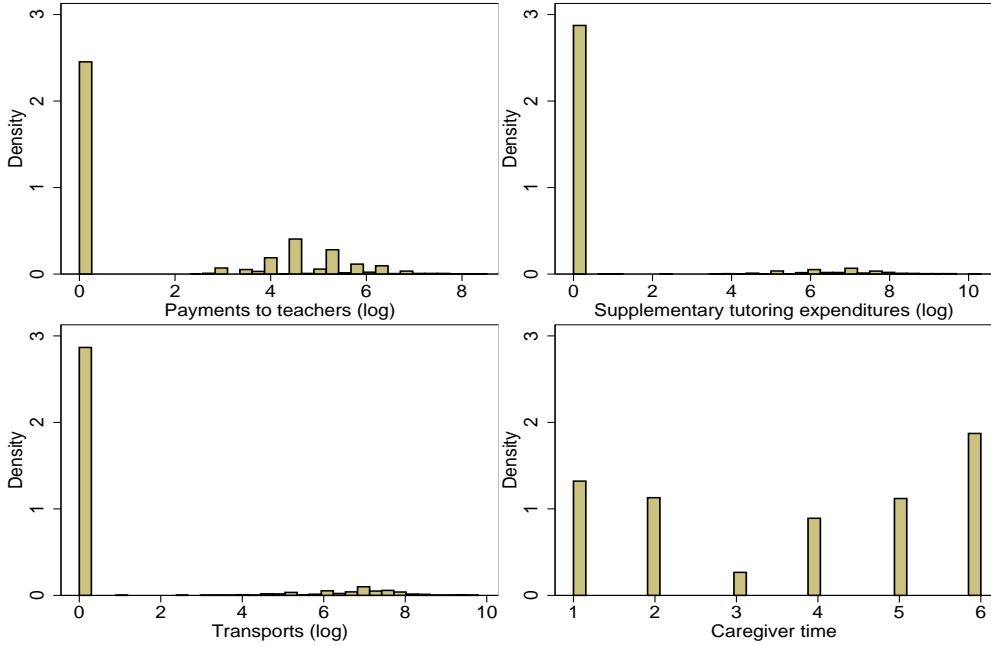 3
2
1
0
Density
0 2 4 6 8
Payments to teachers (log)
3
2
1
0
Density
0 2 4 6 8 10
Supplementary tutoring expenditures (log)
3
2
1
0
Density
0 2 4 6 8 10
Transports (log)
3
2
1
0
Density
1 2 3 4 5 6
Caregiver time